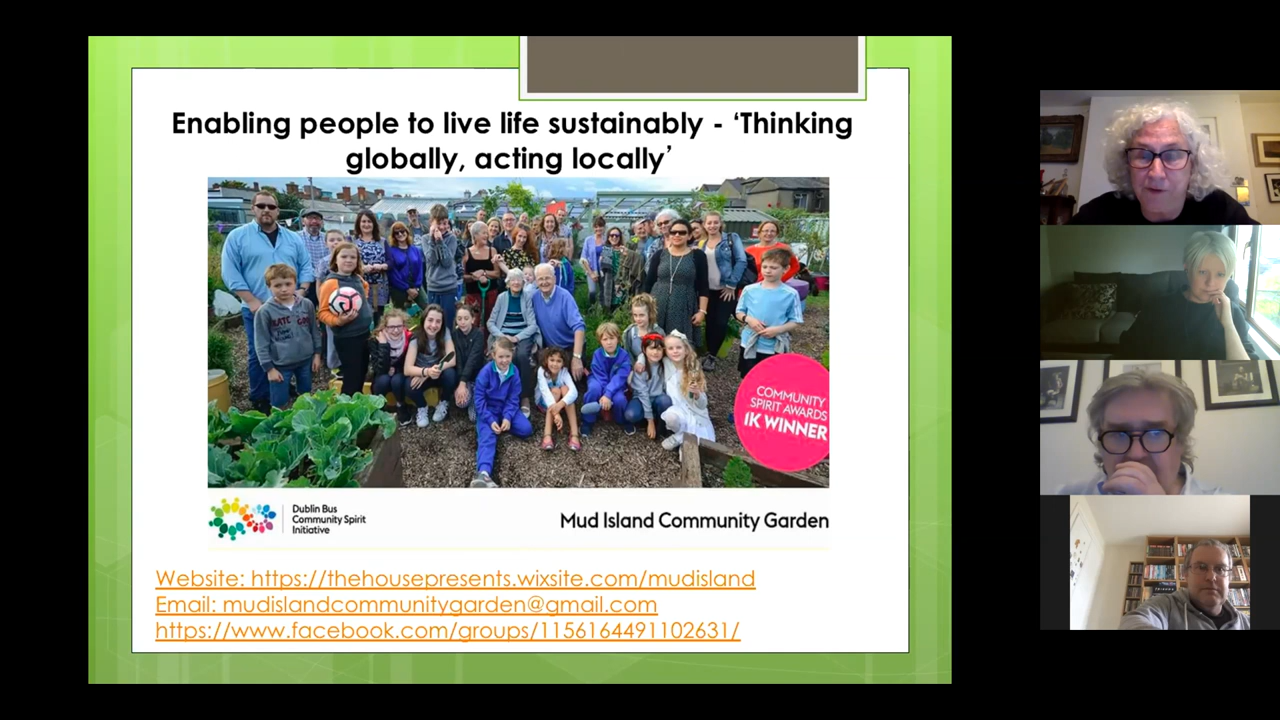 Enabling people to live life sustainably - ‘Thinking
globally, acting locally’
COMMUNITY
SPIRIT AWARDS
1K WINNER
Dublin Bus
Community Spirit
Initiative
Mud Island Community Garden
Website: https://thehousepresents.wixsite.com/mudisland
Email: mudislandcommunitygarden@gmail.com
https://www.facebook.com/groups/1156164491102631/